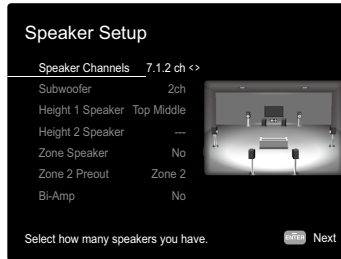 Speaker Setup
Speaker Channels 7.1.2 ch <>
Subwoofer 2ch
Height 1 Speaker Top Middle
Height 2 Speaker ---
Zone Speaker No
Zone 2 Preout Zone 2
Bi-Amp No
Select how many speakers you have. ENTER Next